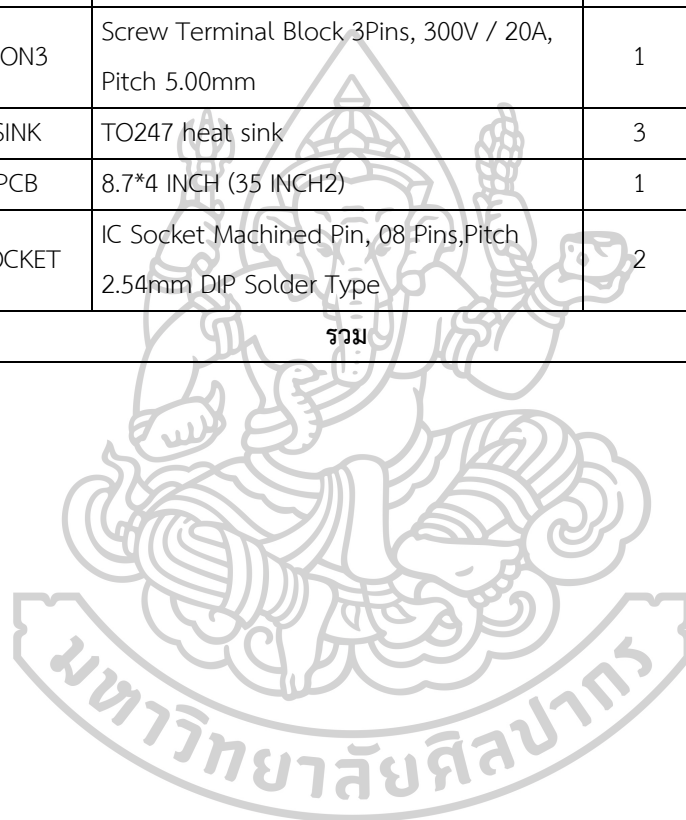 ON3 Screw Terminal Block 3Pins, 300V / 20A, 1
Pitch 5.00mm
SINK TO247 heat sink 3
PCB 8.7*4 INCH (35 INCH2) 1
OCKET IC Socket Machined Pin, 08 Pins,Pitch 2
2.54mm DIP Solder Type
รวม
มหาวิทยาลัยศิลปากร